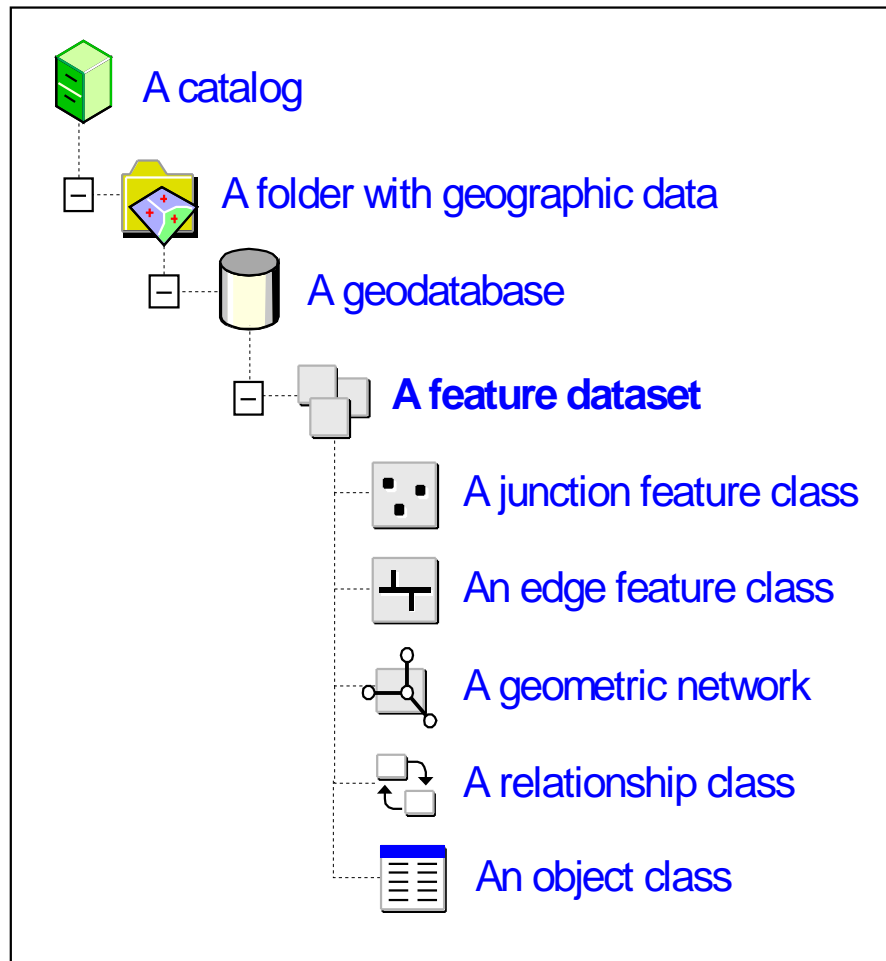 A catalog
A folder with geographic data
A geodatabase
A feature dataset
A junction feature class
An edge feature class
A geometric network
A relationship class
An object class